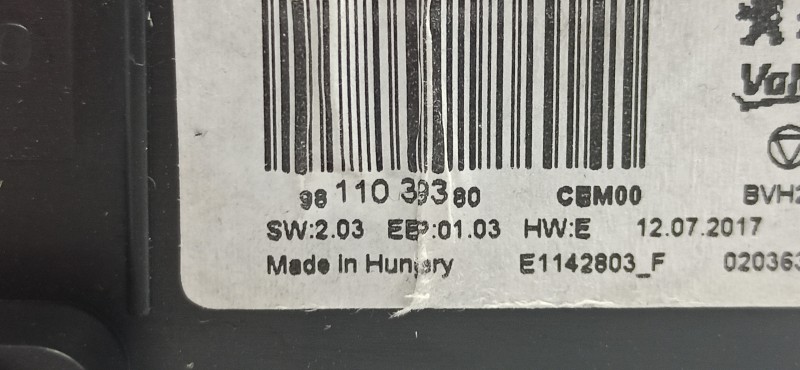 98 110 393 80 CEM00 BVH2
SW:2.03 EEP:01.03 HW:E 12.07.2017
Made in Hungary E1142803_F 020363